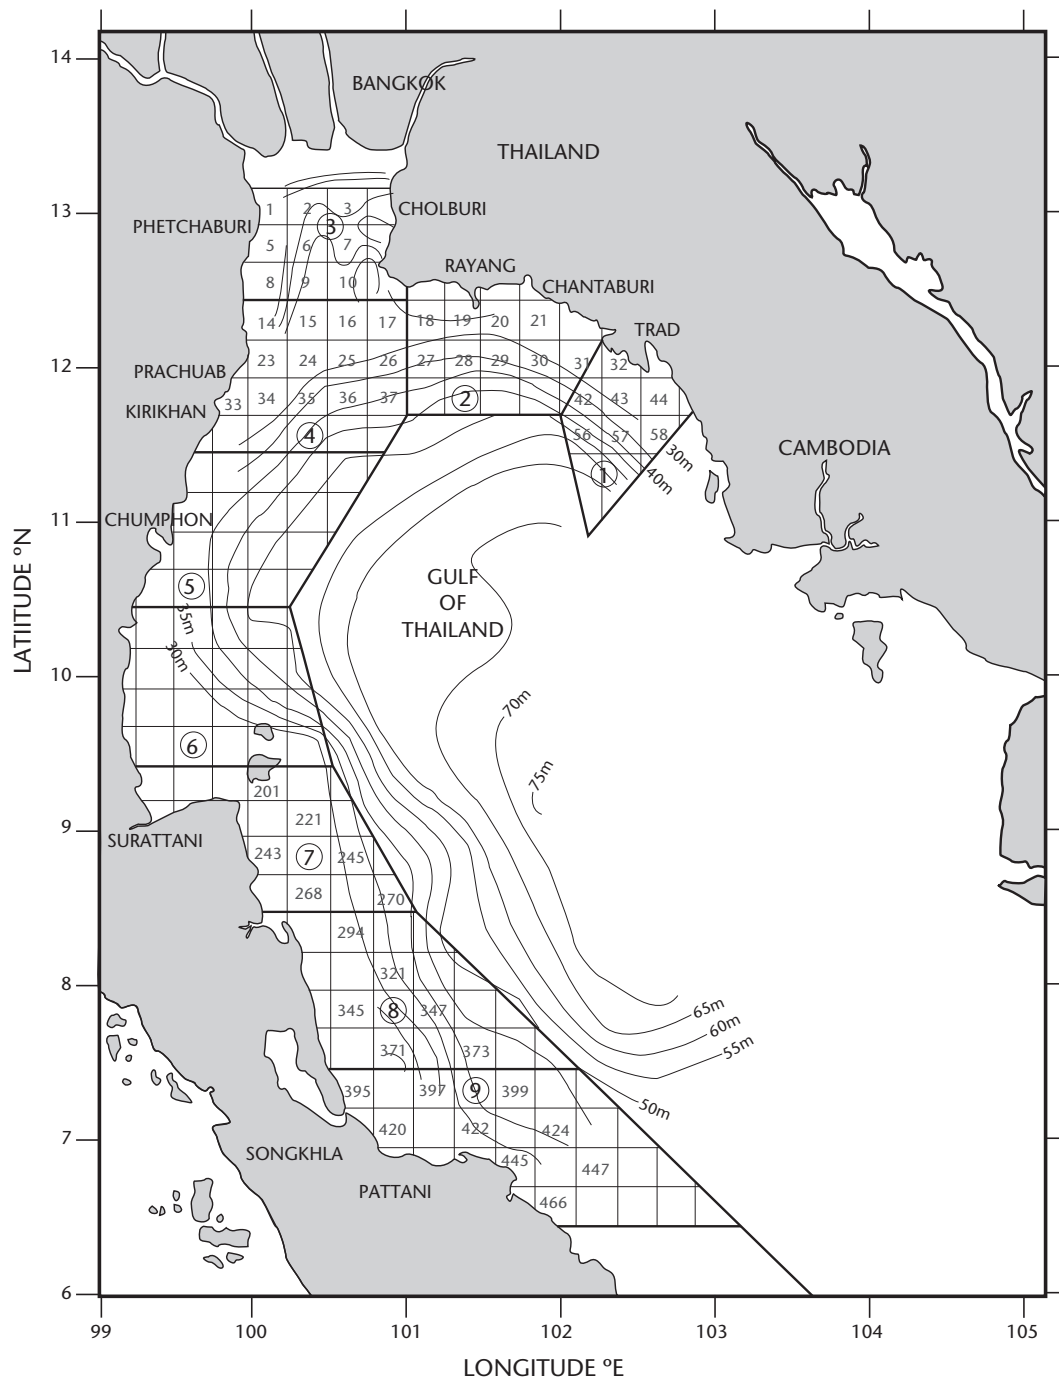 14
BANGKOK
THAILAND
13
1
2
3
CHOLBURI
PHETCHABURI
3
5
6
7
RAYANG
8
9
10
CHANTABURI
14
15
16
17
18
19
20
21
TRAD
12
PRACHUAB
23
24
25
26
27
28
29
30
31
32
KIRIKHAN
33
34
35
36
37
2
42
43
44
4
56
57
58
30m
CAMBODIA
1
40m
CHUMPHON
11
5
GULF
OF
THAILAND
35m
30m
10
70m
6
75m
201
221
9
SURATTANI
243
7
245
268
270
294
321
8
345
8
347
65m
60m
55m
371
373
395
397
9
399
50m
420
422
424
7
SONGKHLA
445
447
PATTANI
466
6
99
100
101
102
103
104
105
LONGITUDE ºE
LATIITUDE ºN